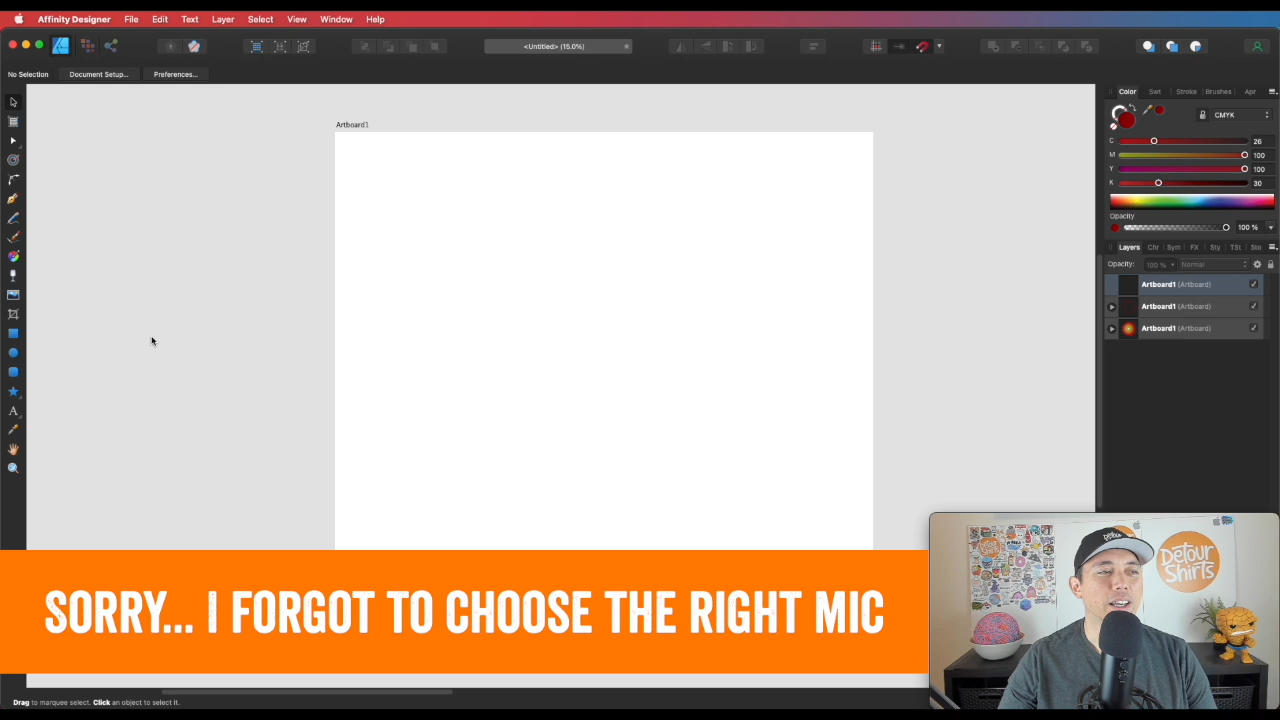 Affinity Designer File Edit Text Layer Select View Window Help
<Untitled> (15.0%)
No Selection Document Setup... Preferences...
Color Swt Stroke Brushes Apr
Artboard1
CMYK
C 26
M 100
Y 100
K 30
Opacity
100 %
Layers Chr Sym FX Sty TSt Sto
Opacity: 100 % Normal
Artboard1 (Artboard)
Artboard1 (Artboard)
Artboard1 (Artboard)
DeTour
SHiRTs
SORRY... I FORGOT TO CHOOSE THE RIGHT MIC
Drag to marquee select. Click an object to select it.